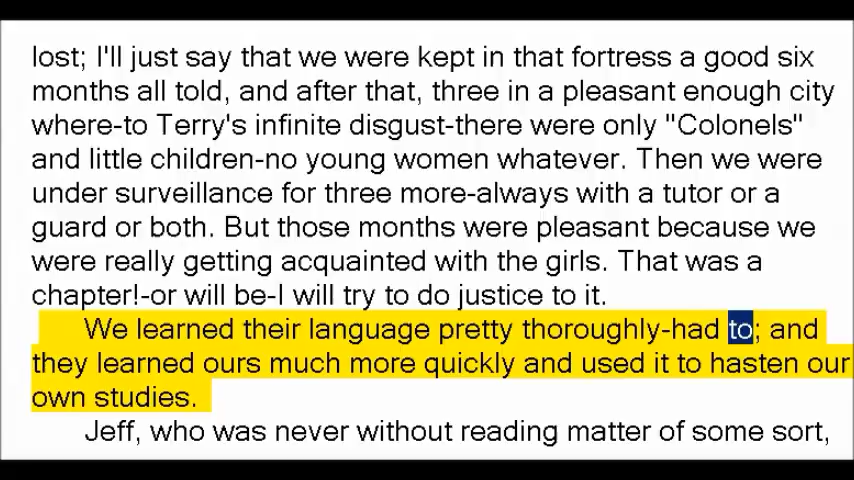 lost; I'll just say that we were kept in that fortress a good six
months all told, and after that, three in a pleasant enough city
where-to Terry's infinite disgust-there were only "Colonels"
and little children-no young women whatever. Then we were
under surveillance for three more-always with a tutor or a
guard or both. But those months were pleasant because we
were really getting acquainted with the girls. That was a
chapter!-or will be-I will try to do justice to it.
We learned their language pretty thoroughly-had to; and
they learned ours much more quickly and used it to hasten our
own studies.
Jeff, who was never without reading matter of some sort,